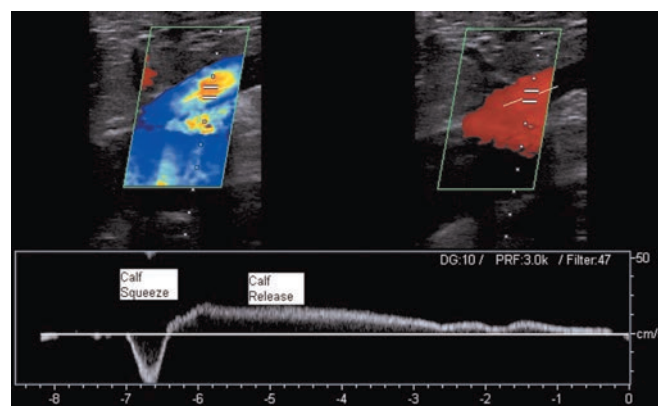 DG:10 / PRF:3.0k / Filter:47
50
Calf
Squeeze
Calf
Release
cm/
-8 -7 -6 -5 -4 -3 -2 -1 0